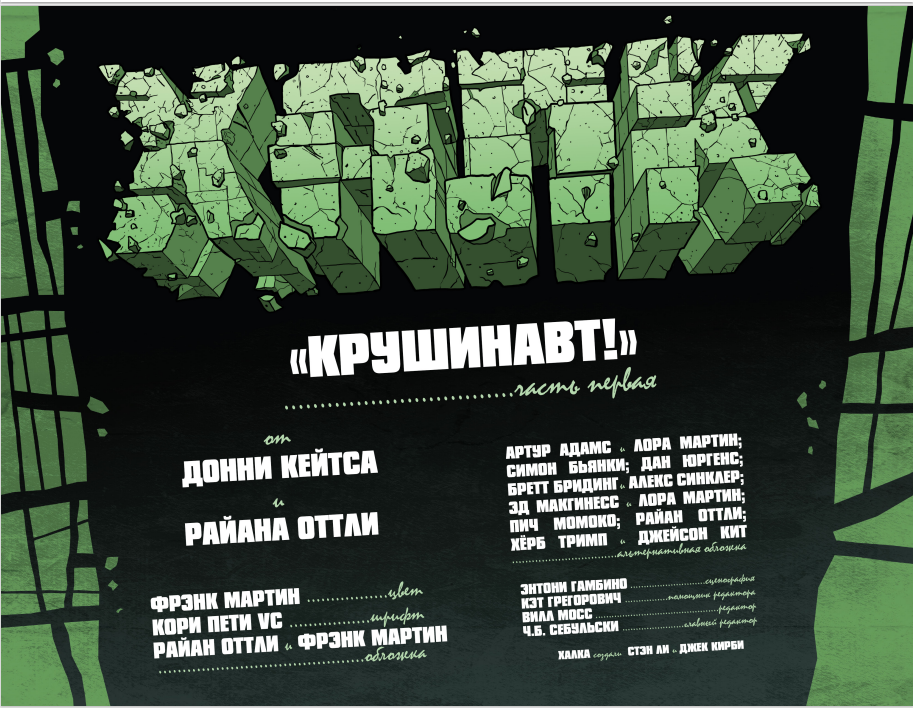 ХАЛК
«КРУШИНАВТ!»
часть первая
от
ДОННИ КЕЙТСА
и
РАЙАНА ОТТЛИ
ФРЭНК МАРТИН цвет
КОРИ ПЕТИ VC шрифт
РАЙАН ОТТЛИ и ФРЭНК МАРТИН
обложка
АРТУР АДАМС и ЛОРА МАРТИН;
СИМОН БЬЯНКИ; ДАН ЮРГЕНС;
БРЕТТ БРИДИНГ и АЛЕКС СИНКЛЕР;
ЭД МАКГИНЕСС и ЛОРА МАРТИН;
ПИЧ МОМОКО; РАЙАН ОТТЛИ;
ХЁРБ ТРИМП и ДЖЕЙСОН КИТ
альтернативная обложка
ЭНТОНИ ГАМБИНО сценография
КЭТ ГРЕГОРОВИЧ помощник редактора
ВИЛЛ МОСС редактор
Ч.Б. СЕБУЛЬСКИ главный редактор
ХАЛКА создали СТЭН ЛИ и ДЖЕК КИРБИ